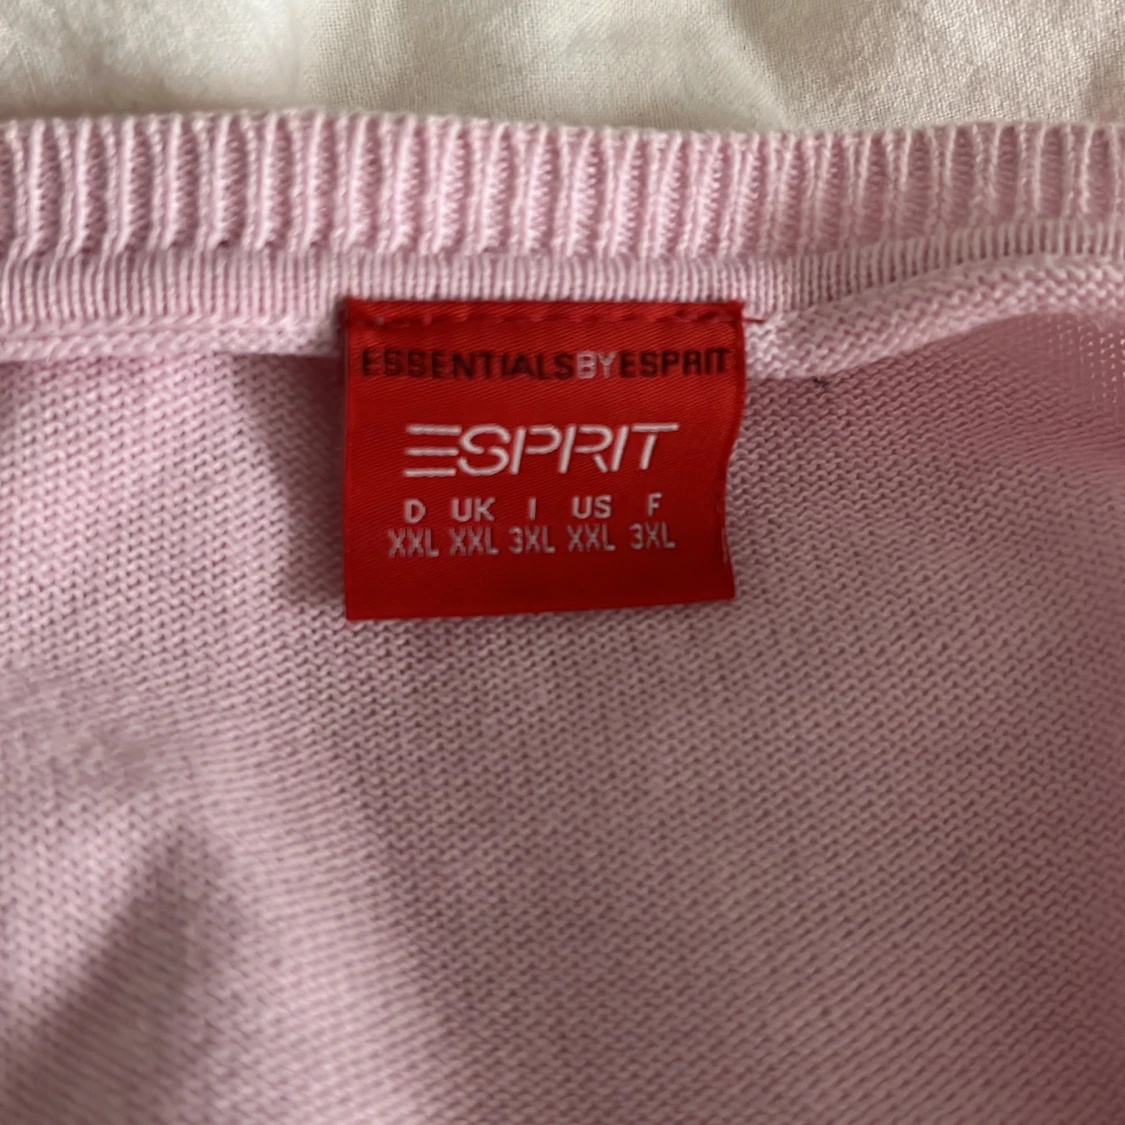 ESSENTIALSBYESPRIT
ESPRIT
D UK I US F
XXL XXL 3XL XXL 3XL